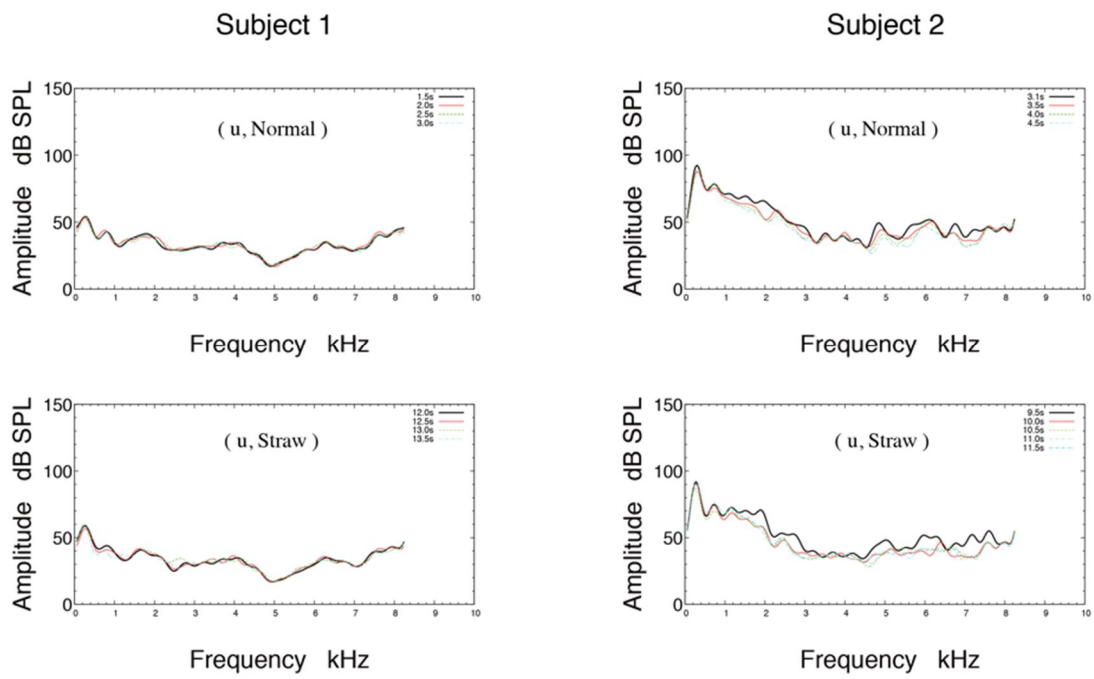 Subject 1
Subject 2
150
100
50
0
Amplitude dB SPL
( u, Normal )
1.5s
2.0s
2.5s
3.0s
0 1 2 3 4 5 6 7 8 9 10
Frequency kHz
150
100
50
0
Amplitude dB SPL
( u, Normal )
3.1s
3.5s
4.0s
4.5s
0 1 2 3 4 5 6 7 8 9 10
Frequency kHz
150
100
50
0
Amplitude dB SPL
( u, Straw )
12.0s
12.5s
13.0s
13.5s
0 1 2 3 4 5 6 7 8 9 10
Frequency kHz
150
100
50
0
Amplitude dB SPL
( u, Straw )
9.5s
10.0s
10.5s
11.0s
11.5s
0 1 2 3 4 5 6 7 8 9 10
Frequency kHz